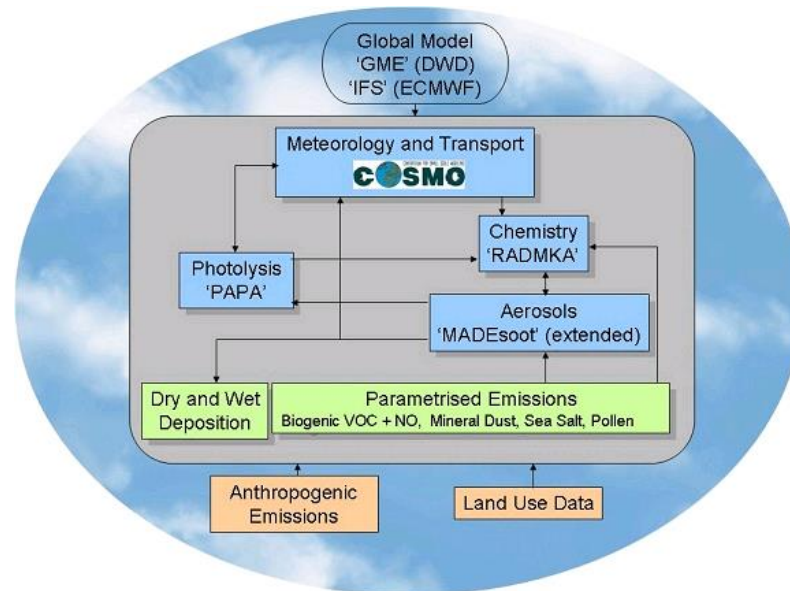 Global Model
'GME' (DWD)
'IFS' (ECMWF)
Meteorology and Transport
COSMO
Chemistry
'RADMKA'
Photolysis
'PAPA'
Aerosols
'MADEsoot' (extended)
Dry and Wet
Deposition
Parametrised Emissions
Biogenic VOC + NO, Mineral Dust, Sea Salt, Pollen
Anthropogenic
Emissions
Land Use Data